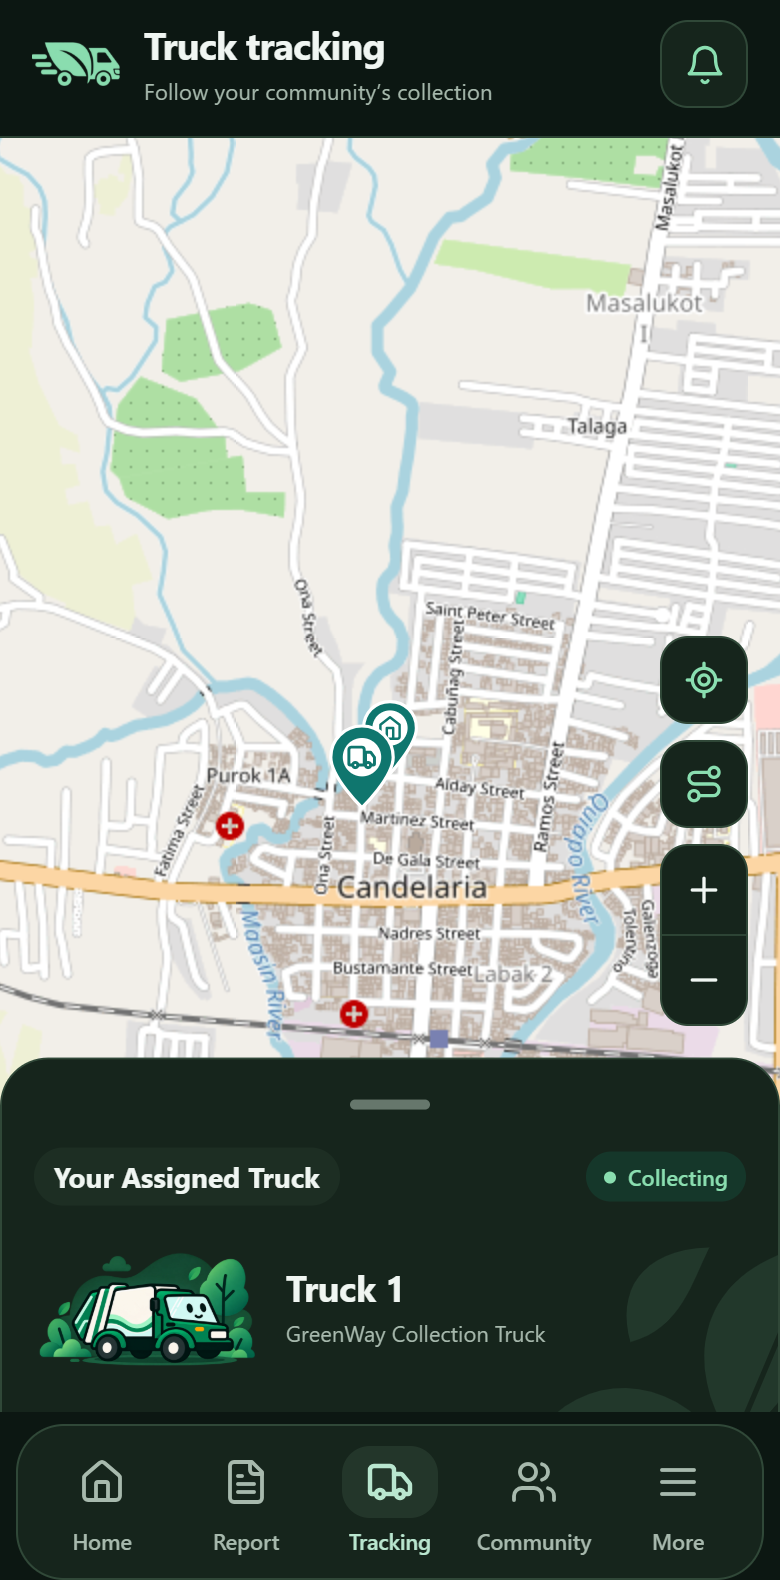 Truck tracking
Follow your community's collection
Masalukot
Masalukot
I
Talaga
Ona Street
Saint Peter Street
Cabuñag Street
Purok 1A
Alday Street
Ramos Street
Quiapo River
Fatima Street
Martinez Street
Ona Street
De Gala Street
Candelaria
Maasin River
Nadres Street
Bustamante Street
Labak 2
Tolentino
Galenzoga
Your Assigned Truck
Collecting
Truck 1
GreenWay Collection Truck
Home
Report
Tracking
Community
More